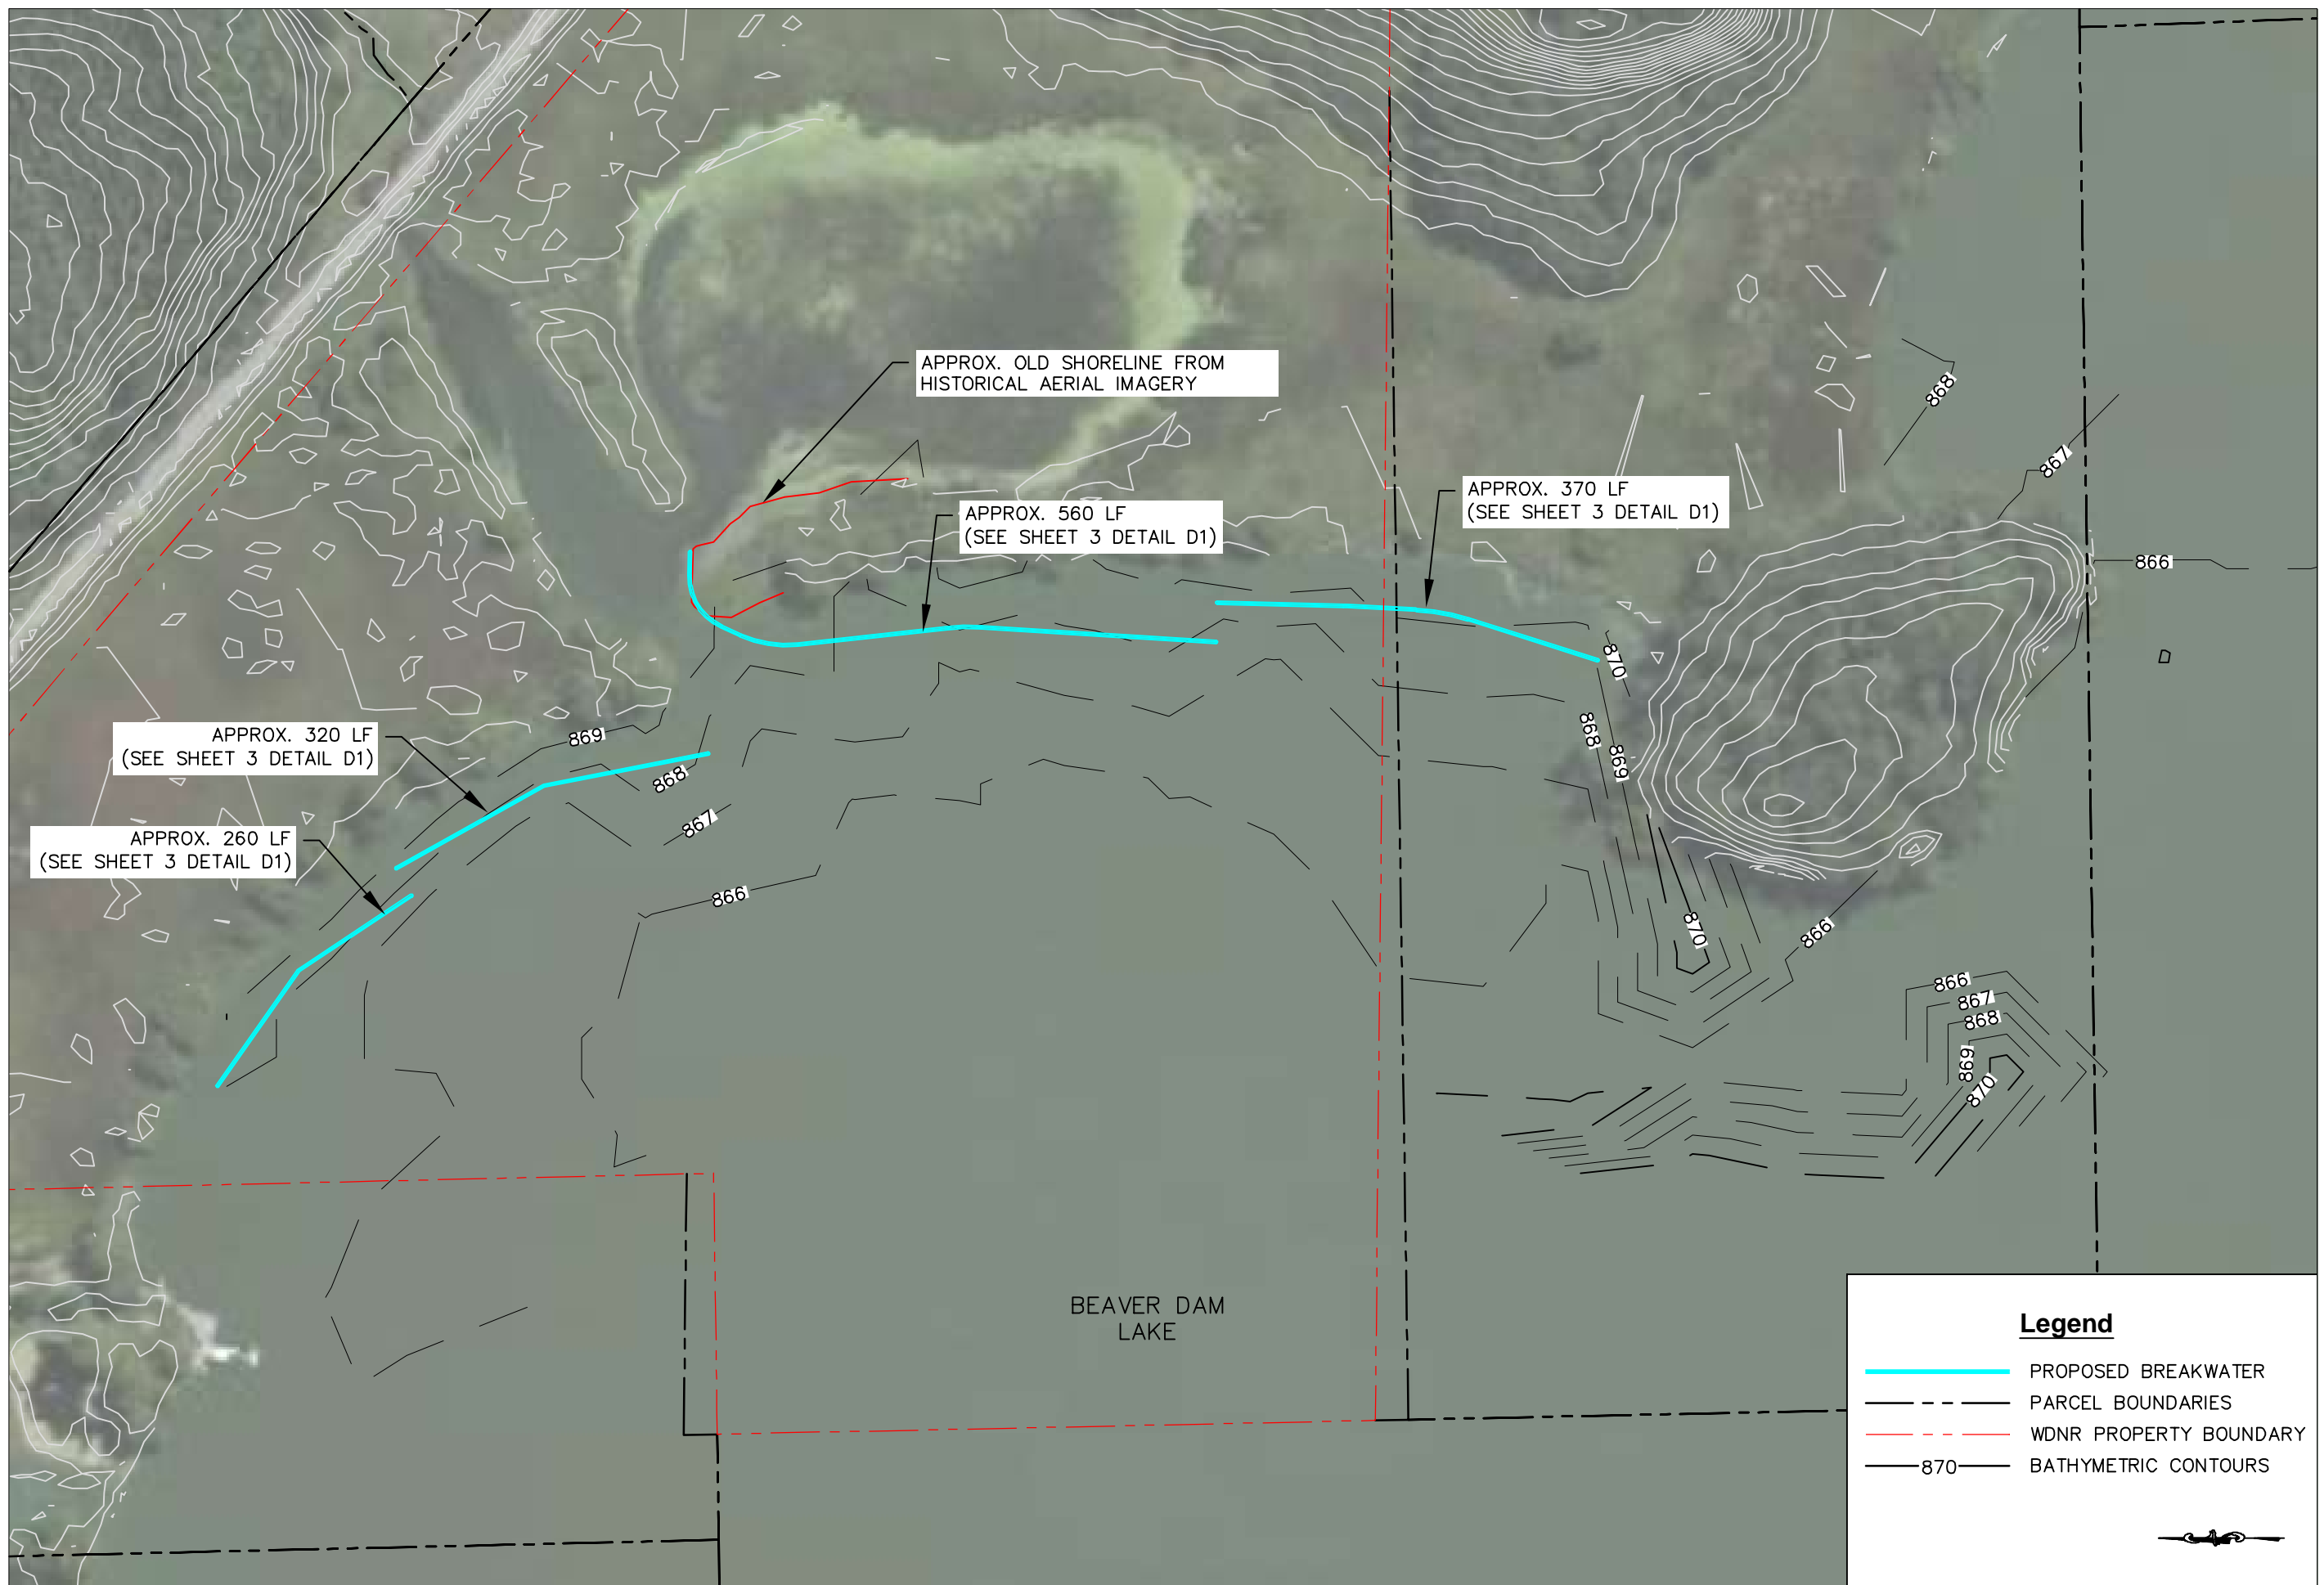 APPROX. OLD SHORELINE FROM
HISTORICAL AERIAL IMAGERY
868
867
APPROX. 370 LF
(SEE SHEET 3 DETAIL D1)
APPROX. 560 LF
(SEE SHEET 3 DETAIL D1)
866
870
APPROX. 320 LF
(SEE SHEET 3 DETAIL D1)
869
868
868
869
867
APPROX. 260 LF
(SEE SHEET 3 DETAIL D1)
866
870
866
866
867
868
869
870
BEAVER DAM
LAKE
Legend
PROPOSED BREAKWATER
PARCEL BOUNDARIES
WDNR PROPERTY BOUNDARY
870
BATHYMETRIC CONTOURS